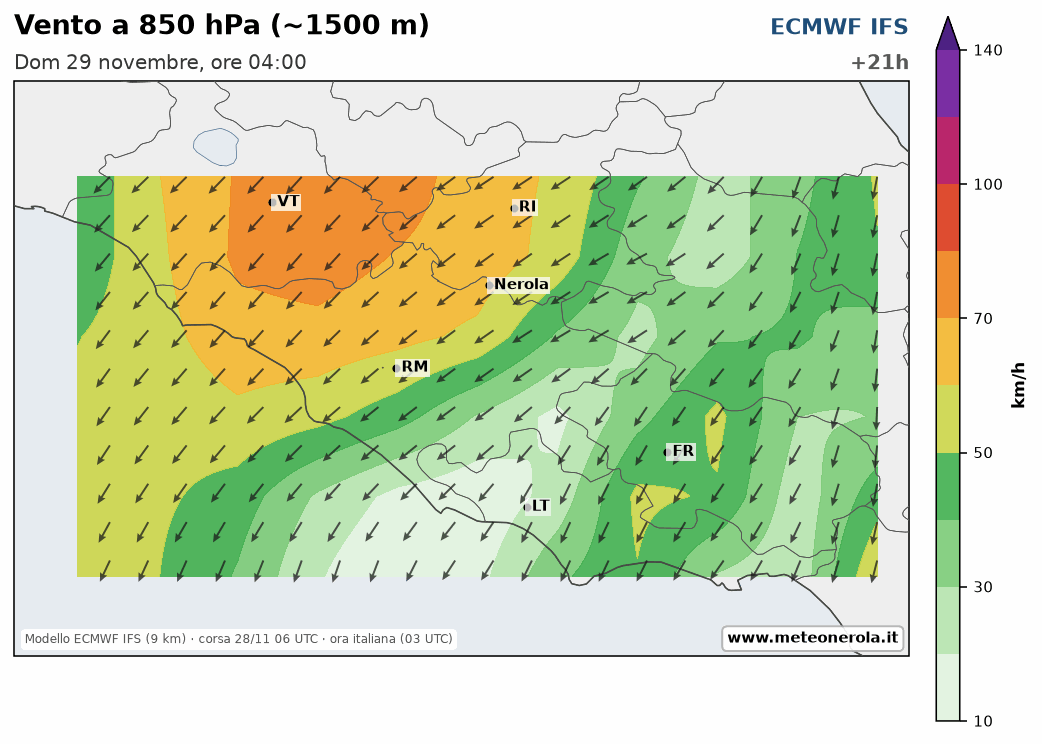 Vento a 850 hPa (~1500 m)
ECMWF IFS
Dom 29 novembre, ore 04:00
+21h
VT
RI
Nerola
RM
FR
LT
140
100
70
50
30
10
km/h
Modello ECMWF IFS (9 km) · corsa 28/11 06 UTC · ora italiana (03 UTC)
www.meteonerola.it